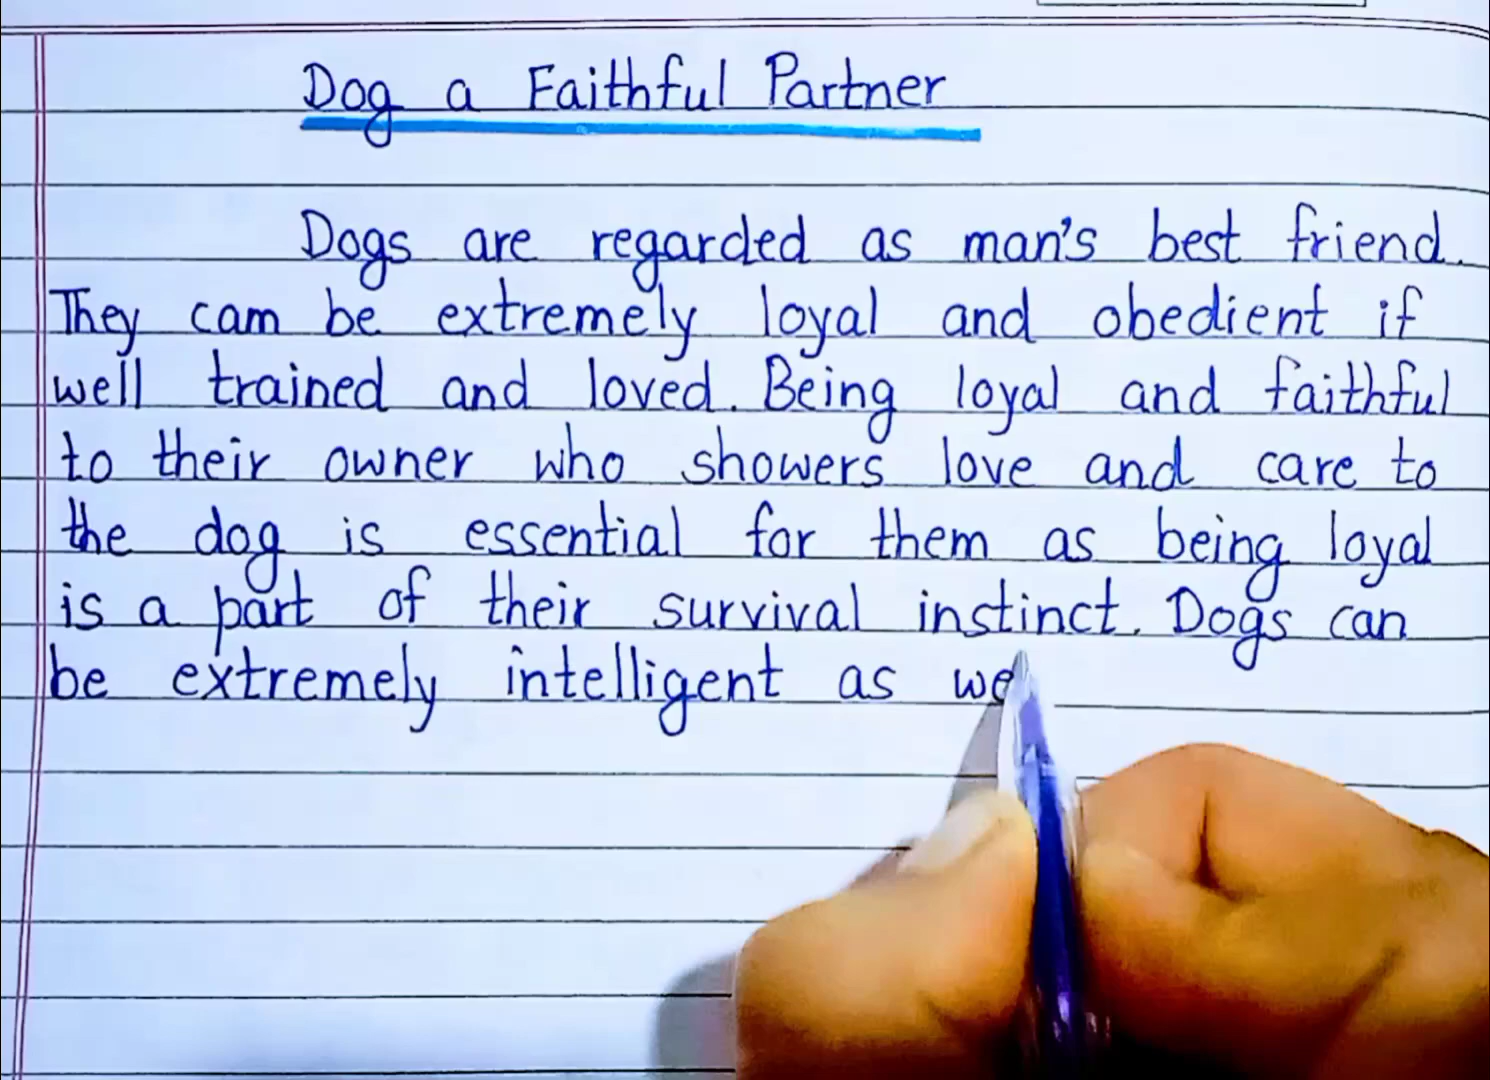 Dog a Faithful Partner
Dogs are regarded as man's best friend.
They can be extremely loyal and obedient if
well trained and loved. Being loyal and faithful
to their owner who showers love and care to
the dog is essential for them as being loyal
is a part of their survival instinct. Dogs can
be extremely intelligent as we